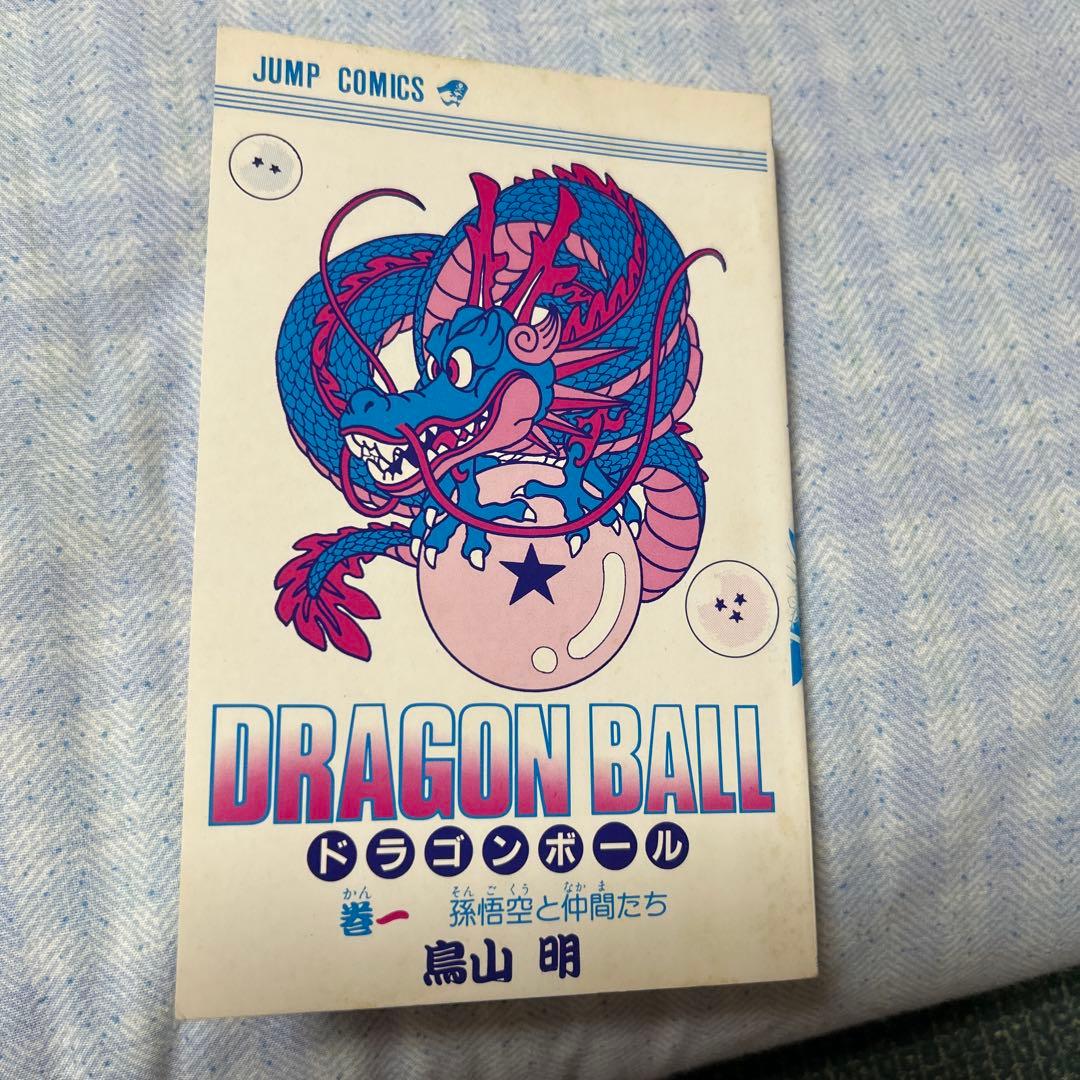 JUMP COMICS
DRAGON BALL
ドラゴンボール
かん そんごくう なかま
巻一 孫悟空と仲間たち
鳥山 明